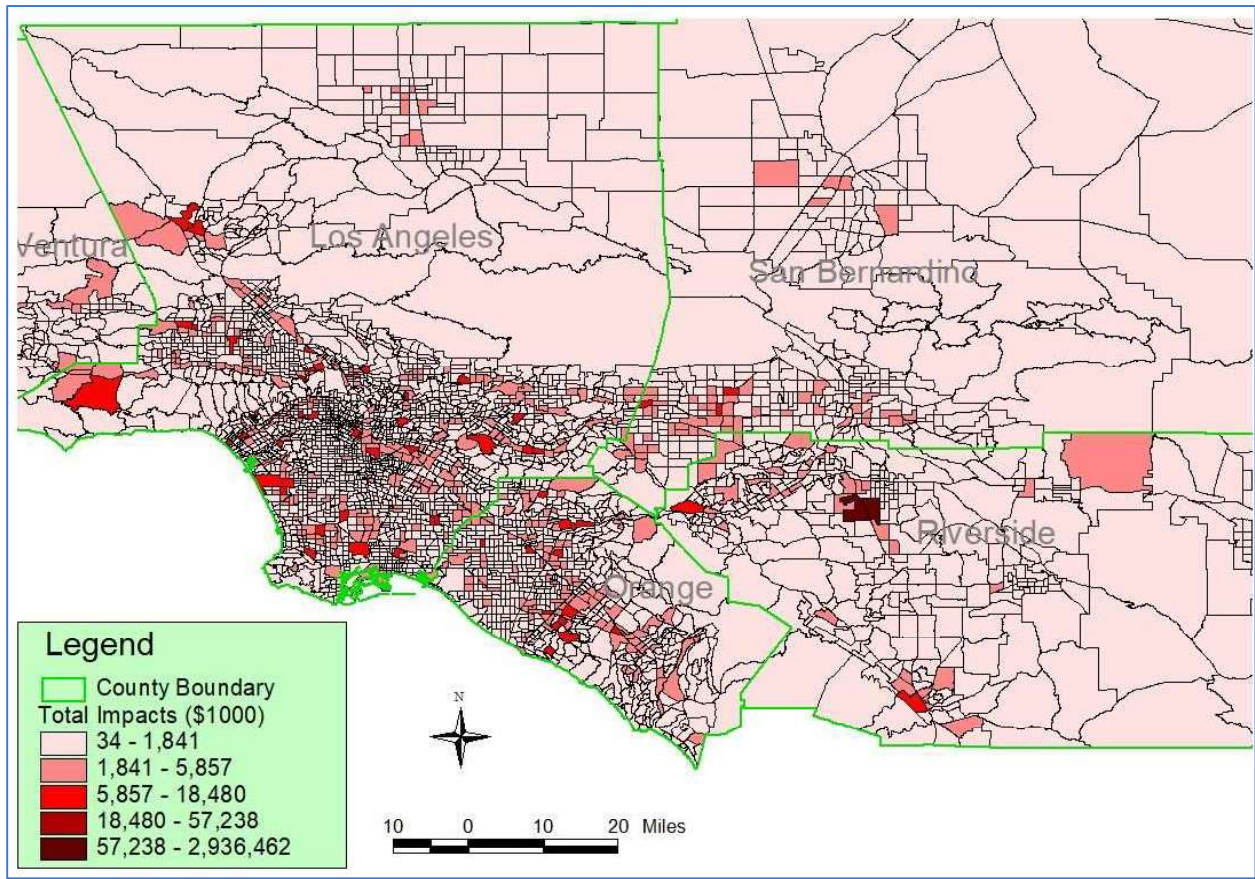 Ventura
Los Angeles
San Bernardino
Riverside
Orange
Legend
County Boundary
Total Impacts ($1000)
34 - 1,841
1,841 - 5,857
5,857 - 18,480
18,480 - 57,238
57,238 - 2,936,462
N
10 0 10 20 Miles